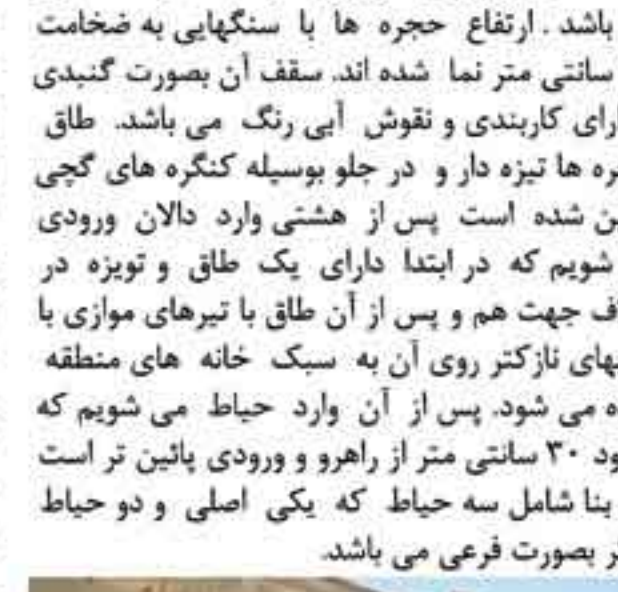 باشد . ارتفاع حجره ها با سنگهایی به ضخامت
سانتی متر نما شده اند. سقف آن بصورت گنبدی
کاربندی و نقوش آبی رنگ می باشد. طاق
ها تیزه دار و در جلو بوسیله کنگره های گچی
شده است پس از هشتی وارد دالان ورودی
شویم که در ابتدا دارای یک طاق و تویزه در
جهت هم و پس از آن طاق با تیرهای موازی با
نازکتر روی آن به سبک خانه های منطقه
می شود. پس از آن وارد حیاط می شویم که
۳۰ سانتی متر از راهرو و ورودی پائین تر است
بنا شامل سه حیاط که یکی اصلی و دو حیاط
بصورت فرعی می باشد.